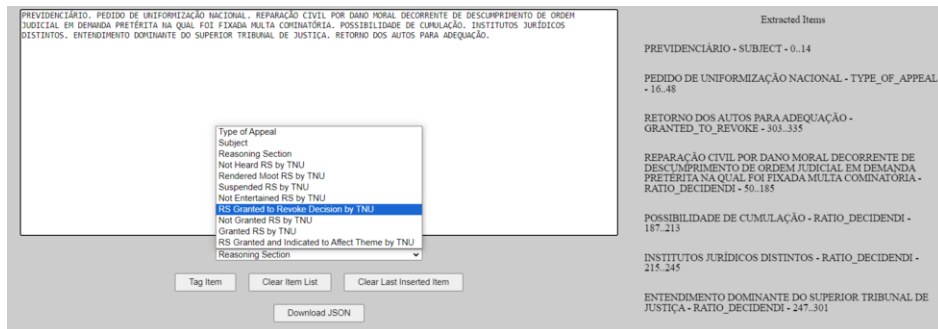 PREVIDENCIÁRIO. PEDIDO DE UNIFORMIZAÇÃO NACIONAL. REPARAÇÃO CIVIL POR DANO MORAL DECORRENTE DE DESCUMPRIMENTO DE ORDEM
JUDICIAL EM DEMANDA PRETÉRITA NA QUAL FOI FIXADA MULTA COMINATÓRIA. POSSIBILIDADE DE CUMULAÇÃO. INSTITUTOS JURÍDICOS
DISTINTOS. ENTENDIMENTO DOMINANTE DO SUPERIOR TRIBUNAL DE JUSTIÇA. RETORNO DOS AUTOS PARA ADEQUAÇÃO.
Type of Appeal
Subject
Reasoning Section
Not Heard RS by TNU
Rendered Moot RS by TNU
Suspended RS by TNU
Not Entertained RS by TNU
RS Granted to Revoke Decision by TNU
Not Granted RS by TNU
Granted RS by TNU
RS Granted and Indicated to Affect Theme by TNU
Reasoning Section
Tag Item
Clear Item List
Clear Last Inserted Item
Download JSON
Extracted Items
PREVIDENCIÁRIO - SUBJECT - 0..14
PEDIDO DE UNIFORMIZAÇÃO NACIONAL - TYPE_OF_APPEAL
- 16..48
RETORNO DOS AUTOS PARA ADEQUAÇÃO -
GRANTED_TO_REVOKE - 303..335
REPARAÇÃO CIVIL POR DANO MORAL DECORRENTE DE
DESCUMPRIMENTO DE ORDEM JUDICIAL EM DEMANDA
PRETÉRITA NA QUAL FOI FIXADA MULTA COMINATÓRIA -
RATIO_DECIDENDI - 50..185
POSSIBILIDADE DE CUMULAÇÃO - RATIO_DECIDENDI -
187..213
INSTITUTOS JURÍDICOS DISTINTOS - RATIO_DECIDENDI -
215..245
ENTENDIMENTO DOMINANTE DO SUPERIOR TRIBUNAL DE
JUSTIÇA - RATIO_DECIDENDI - 247..301